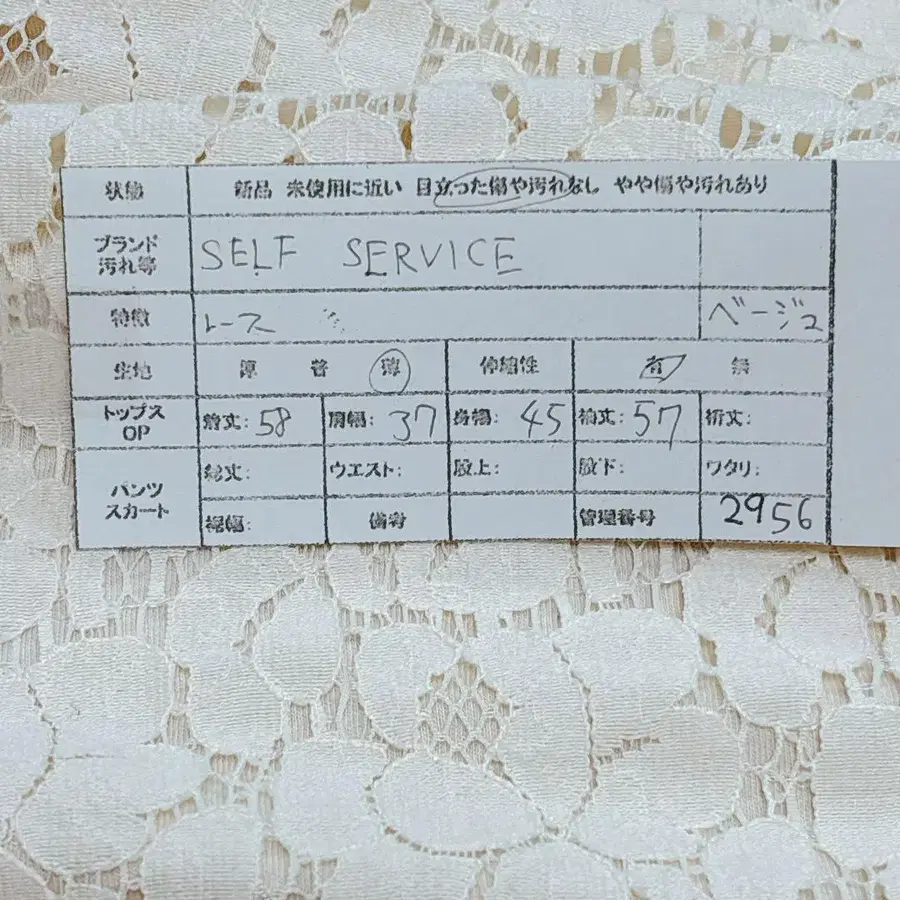 状態 新品 未使用に近い 目立った傷や汚れなし やや傷や汚れあり
ブランド 汚れ等 SELF SERVICE
特徴 レース ベージュ
生地 厚 普 薄 伸縮性 有 無
トップス OP 着丈: 58 肩幅: 37 身幅: 45 袖丈: 57 裄丈:
パンツ スカート 総丈: ウエスト: 股上: 股下: ワタリ:
裾幅: 備考 管理番号 2956